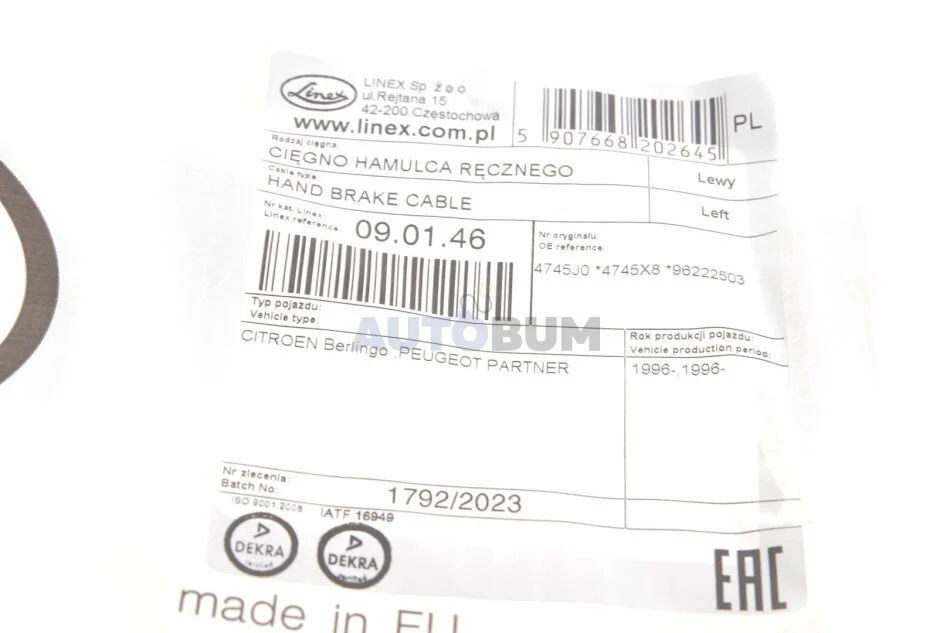 Linex
LINEX Sp. z o o
ul.Rejtana 15
42-200 Częstochowa
www.linex.com.pl
5 907668 202645
PL
Rodzaj cięgna:
CIĘGNO HAMULCA RĘCZNEGO
Lewy
Cable type
HAND BRAKE CABLE
Left
Nr kat. Linex:
Linex reference
09.01.46
Nr oryginału:
OE reference:
4745J0 *4745X8 *96222503
Typ pojazdu:
Vehicle type:
AUTOBUM
CITROEN Berlingo ,PEUGEOT PARTNER
Rok produkcji pojazdu:
Vehicle production period:
1996-,1996-
Nr zlecenia:
Batch No:
1792/2023
ISO 9001:2008
IATF 16949
DEKRA
DEKRA
EAC
made in EU